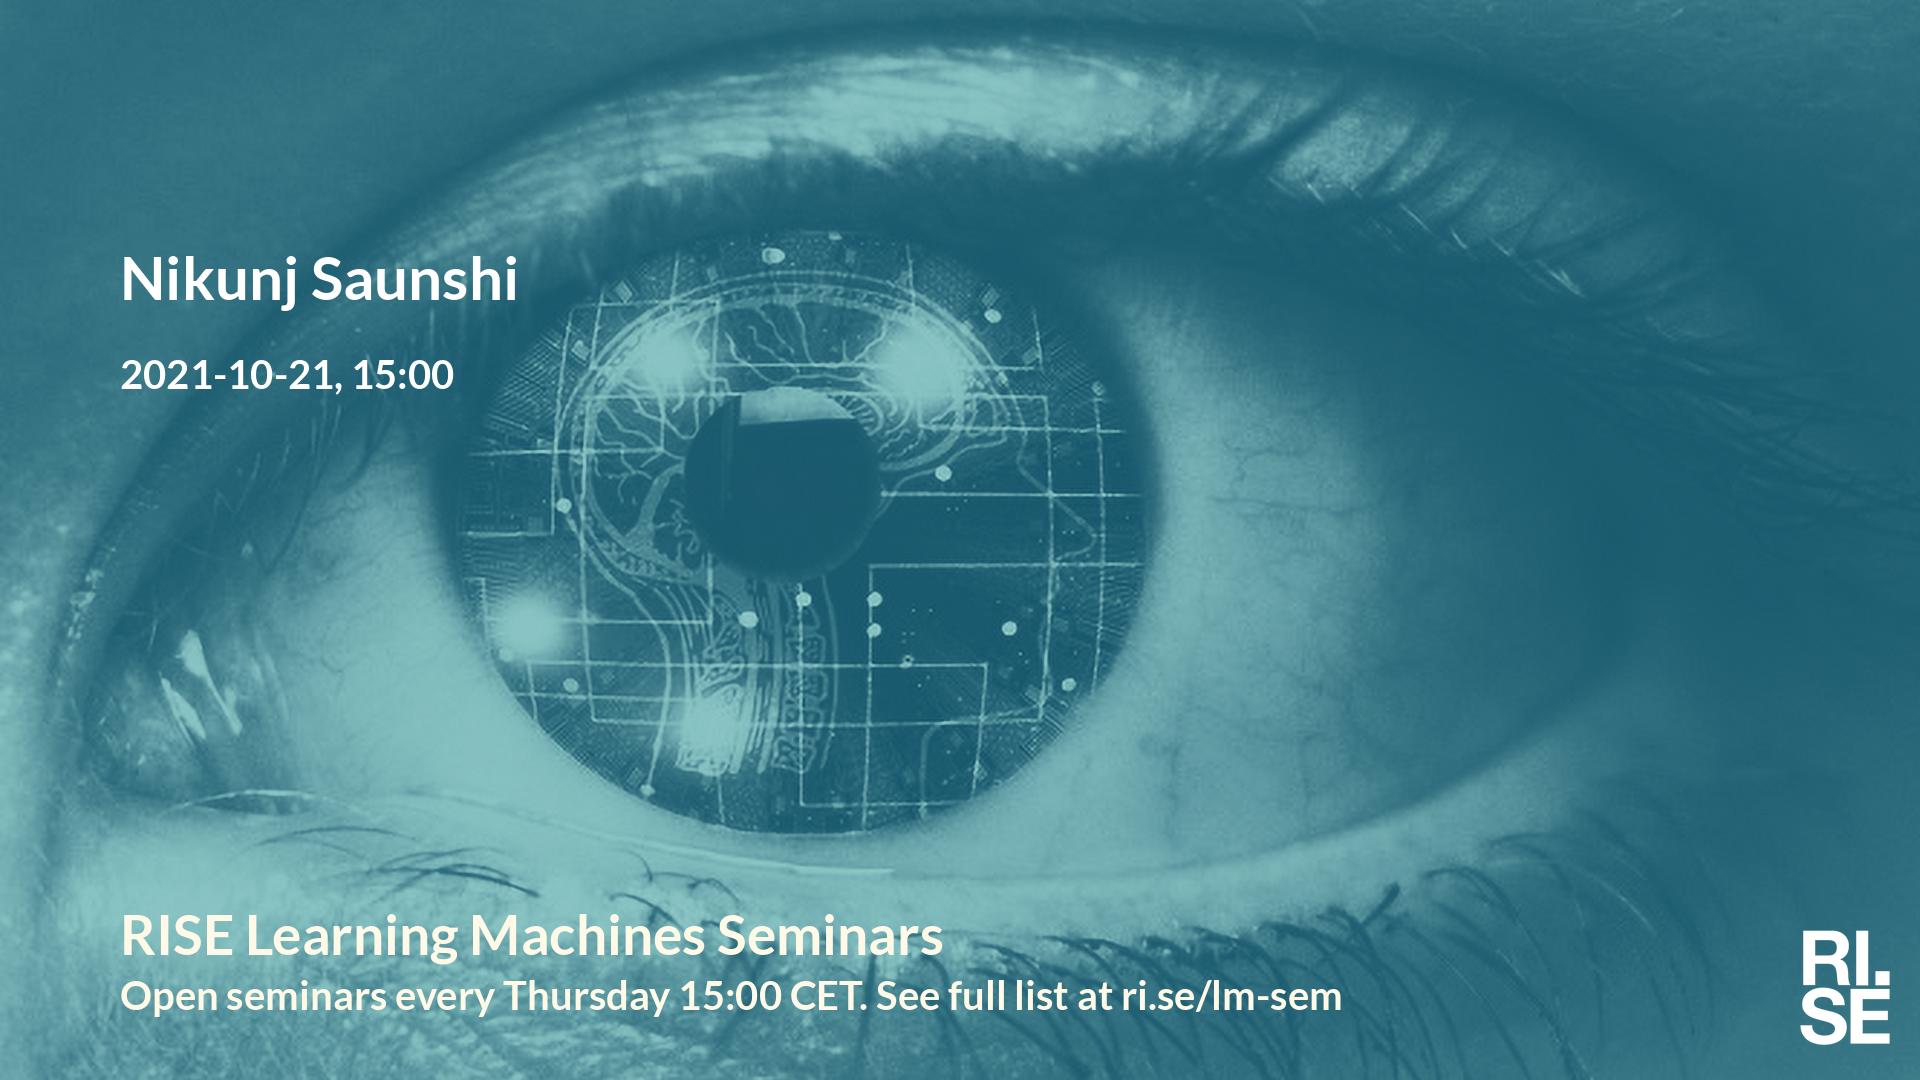 Nikunj Saunshi
2021-10-21, 15:00
RISE Learning Machines Seminars
Open seminars every Thursday 15:00 CET. See full list at ri.se/lm-sem
RI.
SE